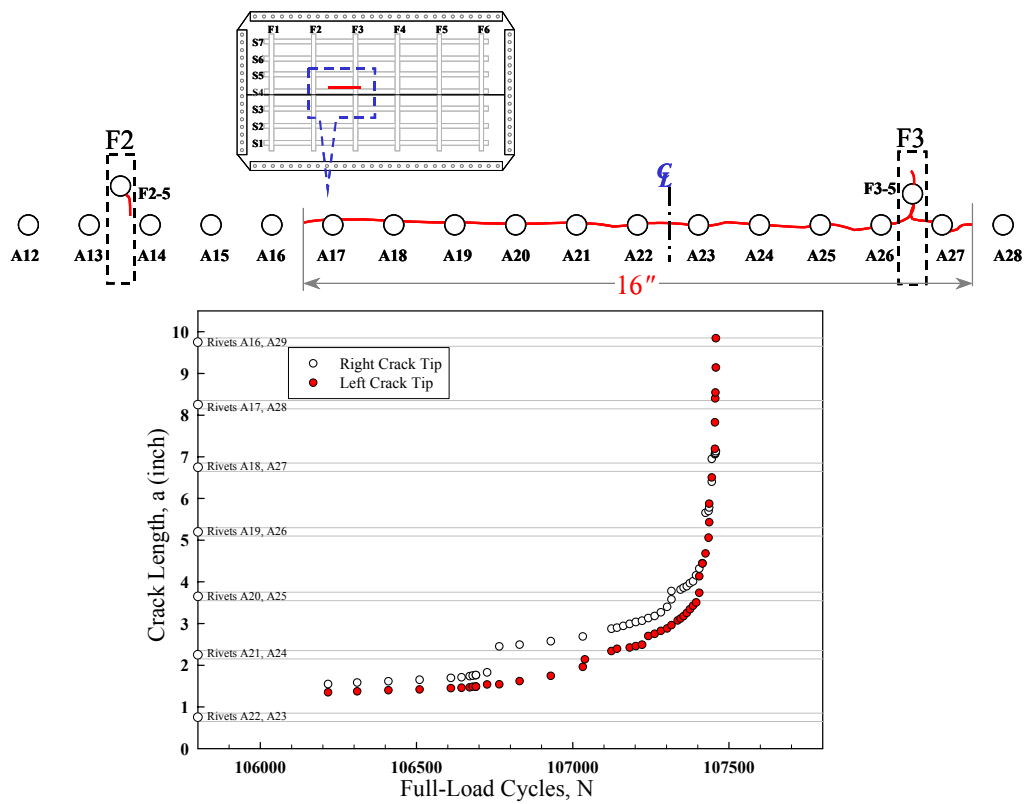 F1 F2 F3 F4 F5 F6
S7
S6
S5
S4
S3
S2
S1
F2
F3
F2-5
F3-5
℄
A12 A13 A14 A15 A16 A17 A18 A19 A20 A21 A22 A23 A24 A25 A26 A27 A28
16″
Right Crack Tip
Left Crack Tip
Rivets A16, A29
Rivets A17, A28
Rivets A18, A27
Rivets A19, A26
Rivets A20, A25
Rivets A21, A24
Rivets A22, A23
10
9
8
7
6
5
4
3
2
1
0
Crack Length, a (inch)
106000 106500 107000 107500
Full-Load Cycles, N